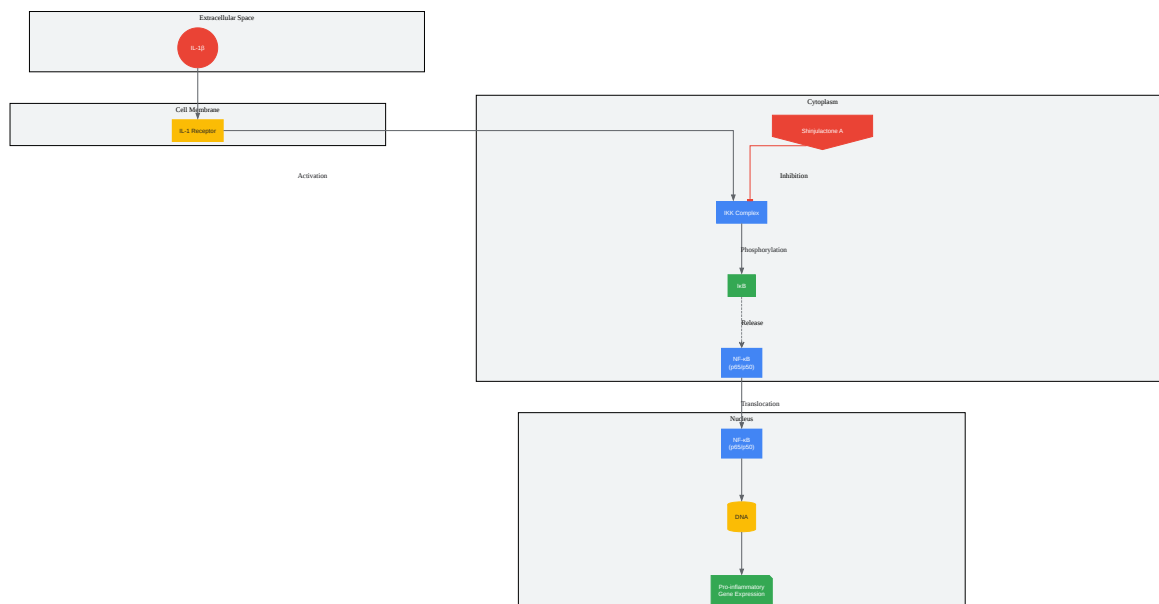 Extracellular Space
IL-1β
Cell Membrane
IL-1 Receptor
Activation
Cytoplasm
Shinjulactone A
Inhibition
IKK Complex
Phosphorylation
IκB
Release
NF-κB
(p65/p50)
Translocation
Nucleus
NF-κB
(p65/p50)
DNA
Pro-inflammatory
Gene Expression